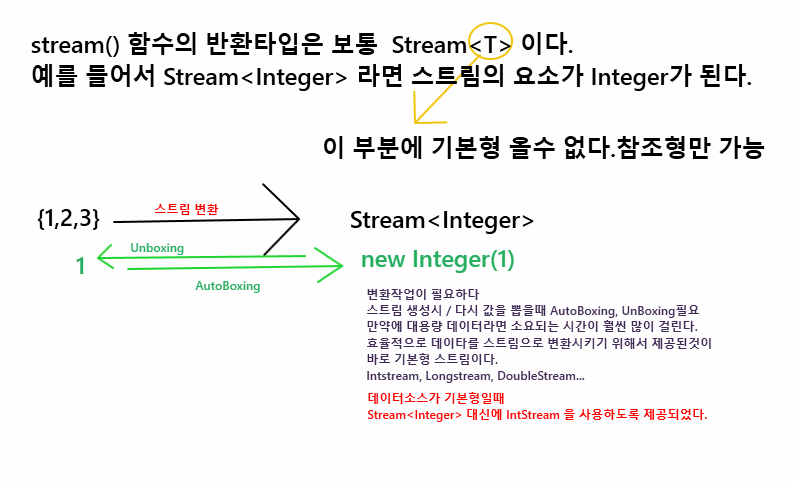 stream() 함수의 반환타입은 보통 Stream<T> 이다.
예를 들어서 Stream<Integer> 라면 스트림의 요소가 Integer가 된다.
이 부분에 기본형 올수 없다.참조형만 가능
{1,2,3}
스트림 변환
Stream<Integer>
Unboxing
1
new Integer(1)
AutoBoxing
변환작업이 필요하다
스트림 생성시 / 다시 값을 뽑을때 AutoBoxing, UnBoxing필요
만약에 대용량 데이터라면 소요되는 시간이 훨씬 많이 걸린다.
효율적으로 데이타를 스트림으로 변환시키기 위해서 제공된것이
바로 기본형 스트림이다.
Intstream, Longstream, DoubleStream...
데이터소스가 기본형일때
Stream<Integer> 대신에 IntStream 을 사용하도록 제공되었다.